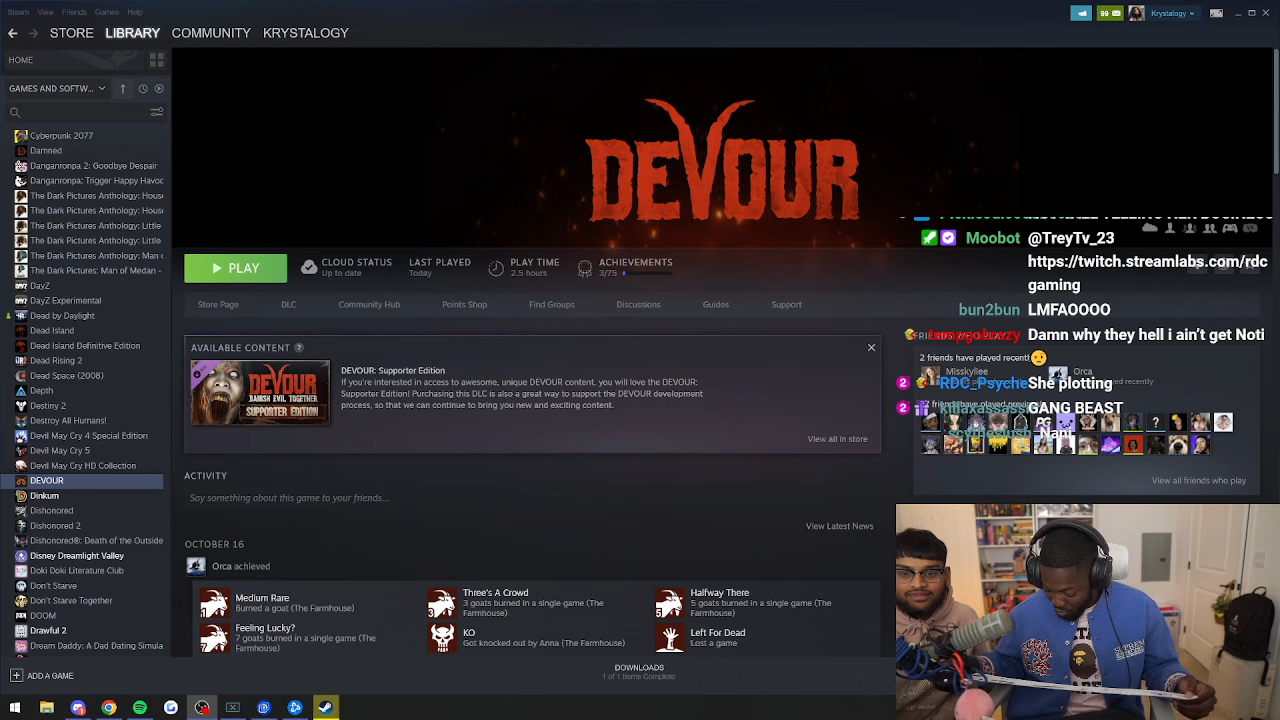 Steam View Friends Games Help
99 Krystalogy
STORE LIBRARY COMMUNITY KRYSTALOGY
HOME
GAMES AND SOFTW...
Cyberpunk 2077
Damned
Danganronpa 2: Goodbye Despair
Danganronpa: Trigger Happy Havoc
The Dark Pictures Anthology: House
The Dark Pictures Anthology: House
The Dark Pictures Anthology: Little
The Dark Pictures Anthology: Little
The Dark Pictures Anthology: Man of
The Dark Pictures: Man of Medan -
DayZ
DayZ Experimental
Dead by Daylight
Dead Island
Dead Island Definitive Edition
Dead Rising 2
Dead Space (2008)
Depth
Destiny 2
Destroy All Humans!
Devil May Cry 4 Special Edition
Devil May Cry 5
Devil May Cry HD Collection
DEVOUR
Dinkum
Dishonored
Dishonored 2
Dishonored®: Death of the Outside
Disney Dreamlight Valley
Doki Doki Literature Club
Don't Starve
Don't Starve Together
DOOM
Drawful 2
Dream Daddy: A Dad Dating Simula
ADD A GAME
DEVOUR
PLAY
CLOUD STATUS
Up to date
LAST PLAYED
Today
PLAY TIME
2.5 hours
ACHIEVEMENTS
3/75
Store Page DLC Community Hub Points Shop Find Groups Discussions Guides Support
AVAILABLE CONTENT ?
DEVOUR
BANISH EVIL TOGETHER
SUPPORTER EDITION
DEVOUR: Supporter Edition
If you're interested in access to awesome, unique DEVOUR content, you will love the DEVOUR:
Supporter Edition! Purchasing this DLC is also a great way to support the DEVOUR development
process, so that we can continue to bring you new and exciting content.
View all in store
ACTIVITY
Say something about this game to your friends...
View Latest News
OCTOBER 16
Orca achieved
Medium Rare
Burned a goat (The Farmhouse)
Three's A Crowd
3 goats burned in a single game (The
Farmhouse)
Halfway There
5 goats burned in a single game (The
Farmhouse)
Feeling Lucky?
7 goats burned in a single game (The
Farmhouse)
KO
Got knocked out by Anna (The Farmhouse)
Left For Dead
Lost a game
DOWNLOADS
1 of 1 Items Complete
Moobot @TreyTv_23
https://twitch.streamlabs.com/rdc
gaming
bun2bun LMFAOOOO
Damn why they hell i ain't get Noti
2 friends have played recently
Misskyliee
Orca
RDC_Psyche She plotting
GANG BEAST
Nani
View all friends who play